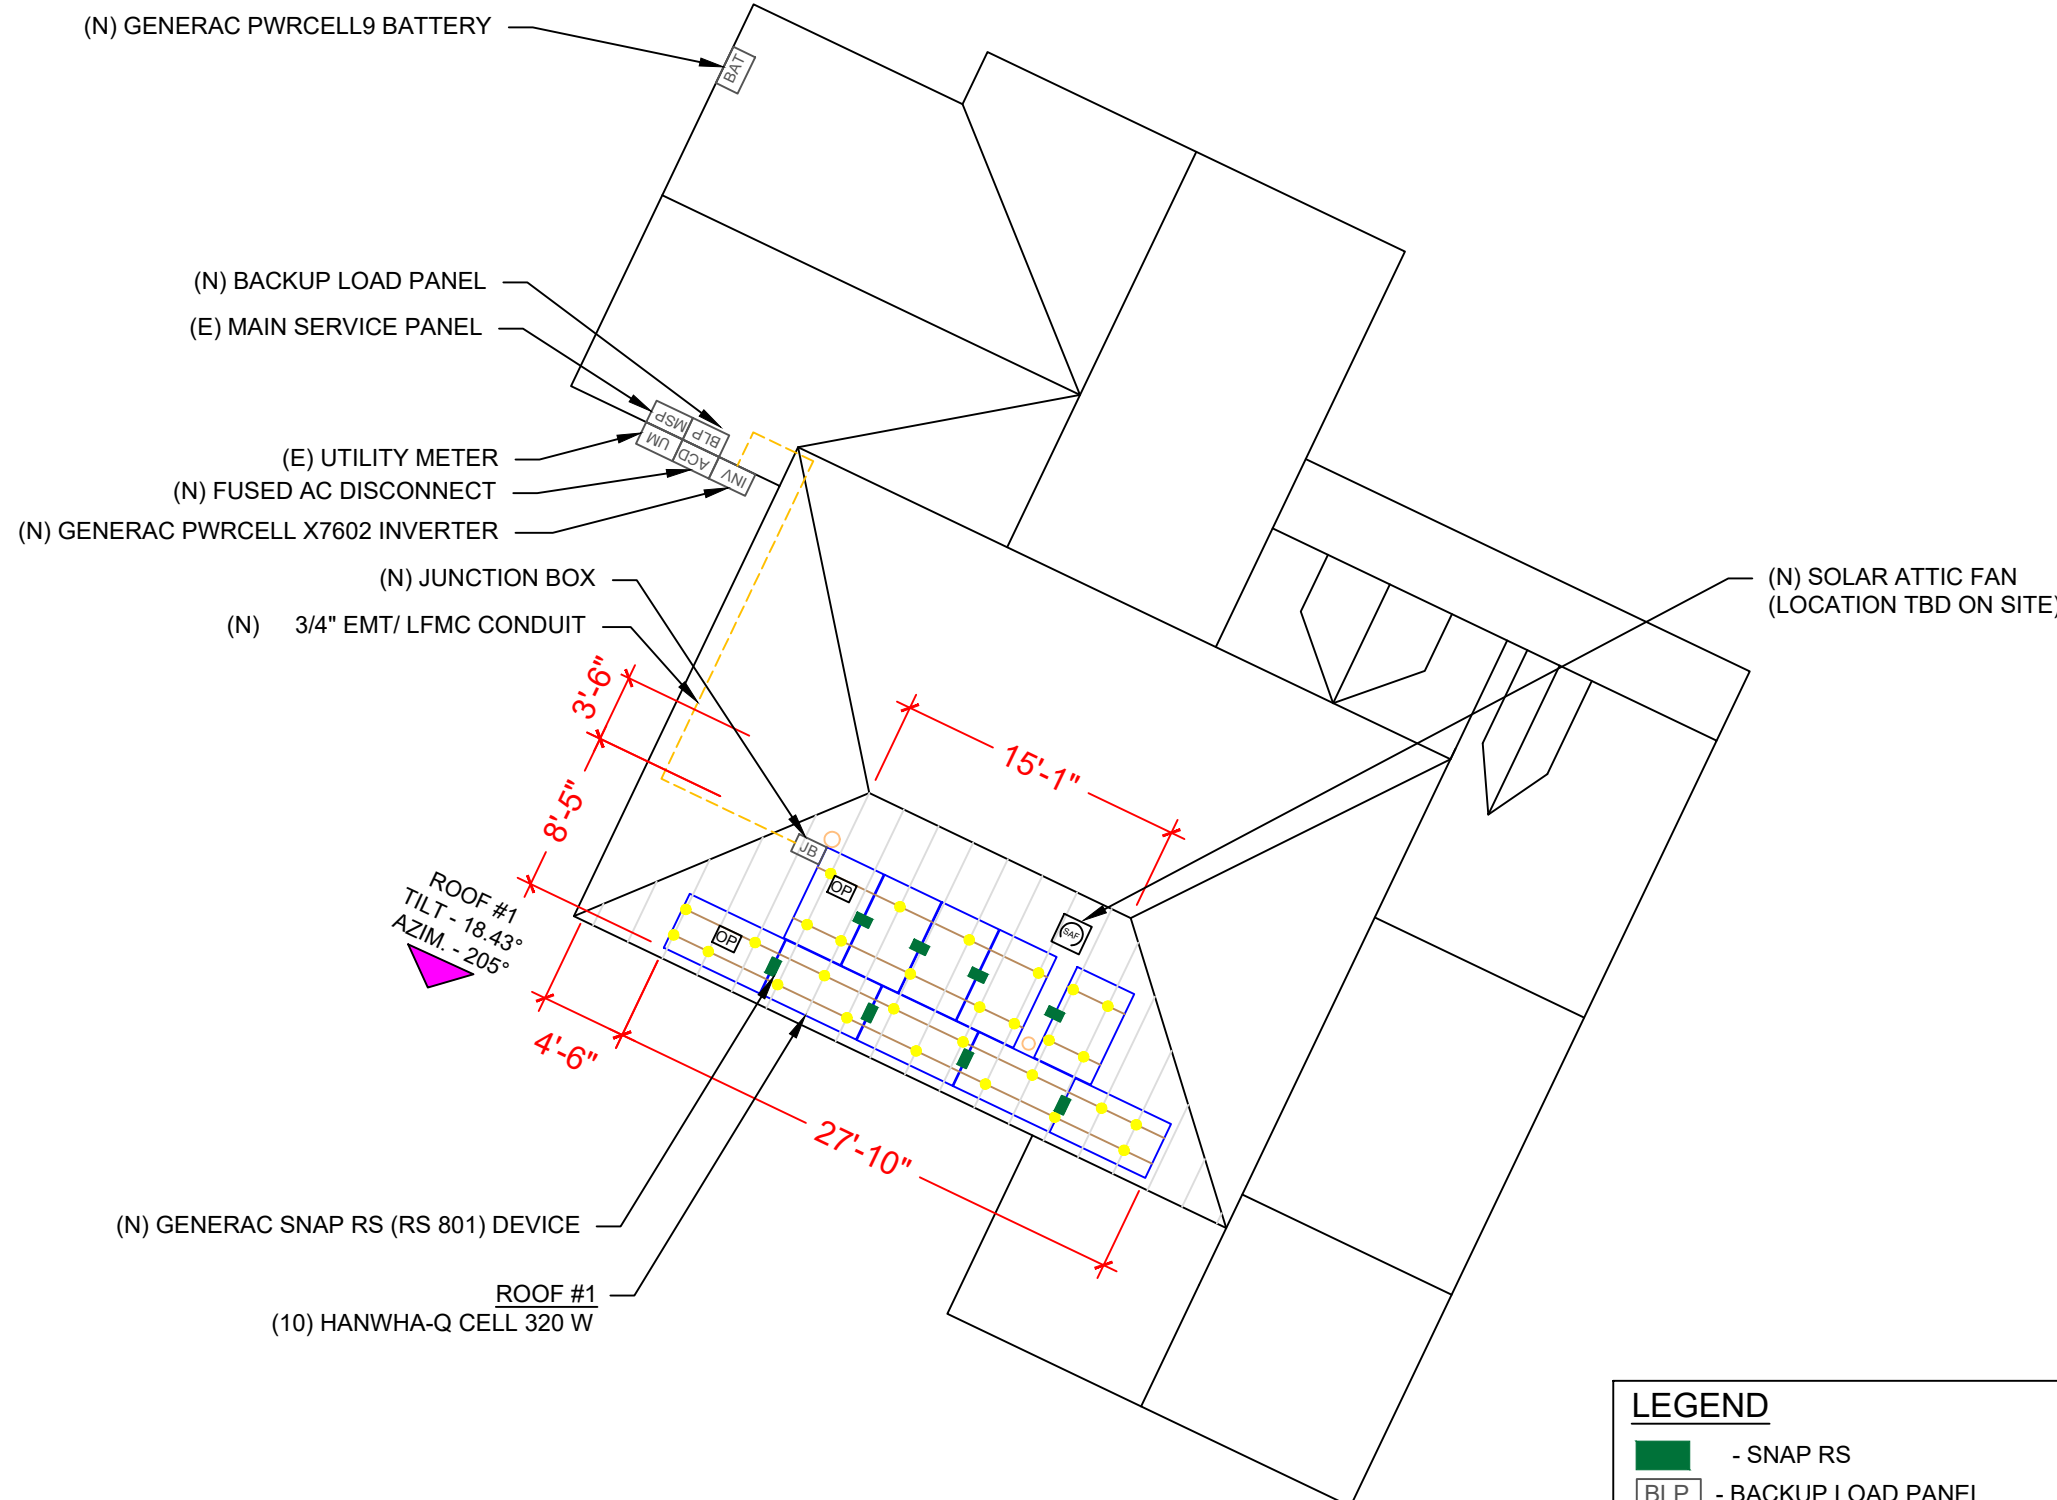 (N) GENERAC PWRCELL9 BATTERY
BAT
(N) BACKUP LOAD PANEL
(E) MAIN SERVICE PANEL
MSP
BLP
UM
ACD
INV
(E) UTILITY METER
(N) FUSED AC DISCONNECT
(N) GENERAC PWRCELL X7602 INVERTER
(N) JUNCTION BOX
(N) 3/4" EMT/ LFMC CONDUIT
(N) SOLAR ATTIC FAN
(LOCATION TBD ON SITE)
3'-6"
15'-1"
8'-5"
JB
OP
OP
SAF
ROOF #1
TILT - 18.43°
AZIM. - 205°
4'-6"
27'-10"
(N) GENERAC SNAP RS (RS 801) DEVICE
ROOF #1
(10) HANWHA-Q CELL 320 W
LEGEND
- SNAP RS
BLP - BACKUP LOAD PANEL